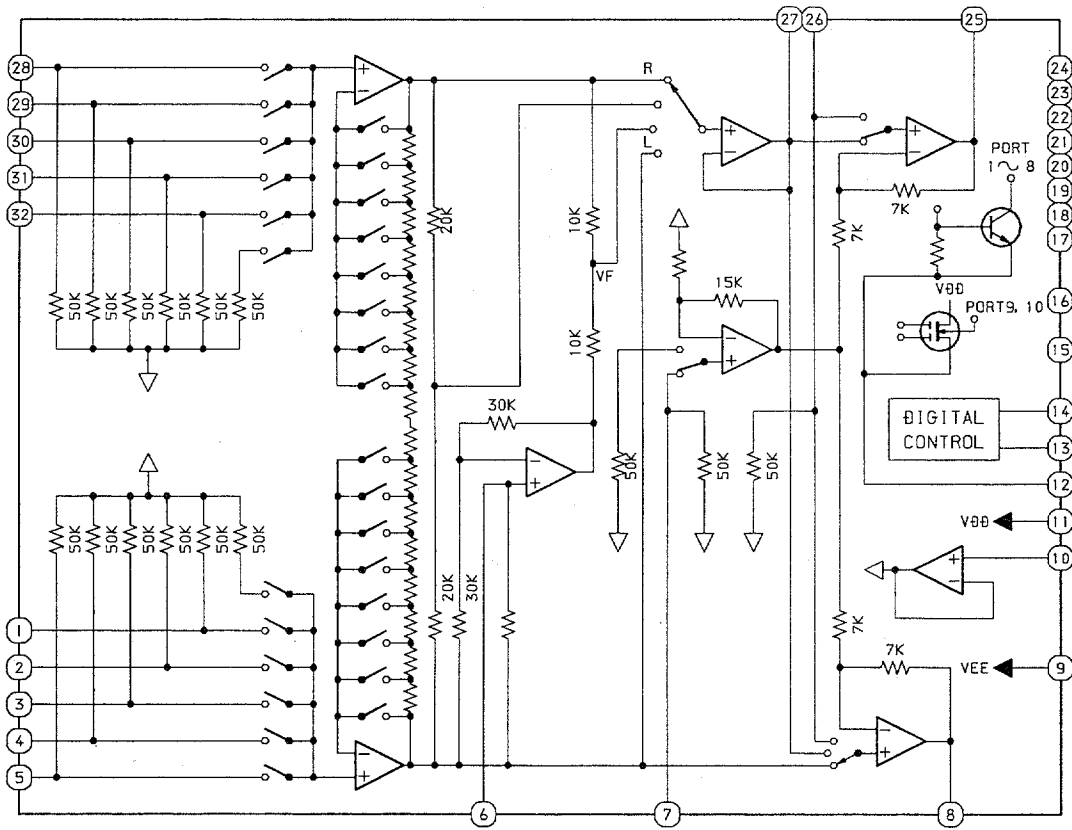 27 26 25
28
R
24
29
23
22
30
L
21
PORT
1~8
31
20
7K
19
32
18
20K
10K
7K
17
VF
VDD
50K 50K 50K 50K 50K 50K
15K
16
PORT9, 10
10K
15
30K
14
DIGITAL
CONTROL
50K
50K
50K
13
12
VDD
11
50K 50K 50K 50K 50K 50K
10
20K
30K
1
7K
2
7K
VEE
9
3
4
5
6
7
8